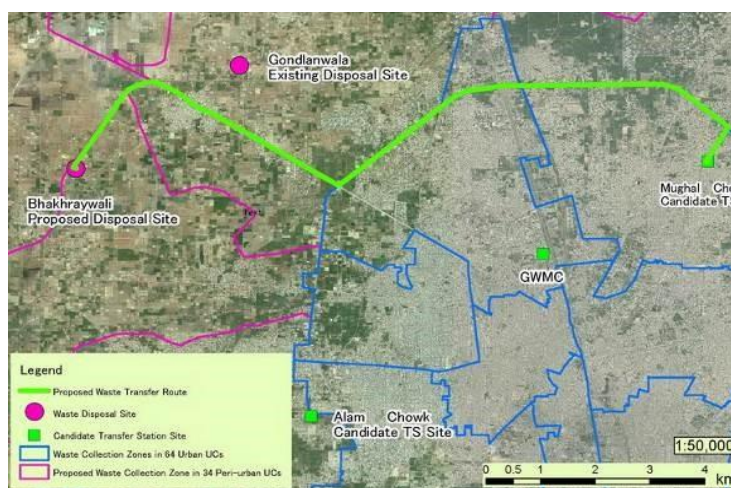 Gondlanwala
Existing Disposal Site
Bhakhraywali
Proposed Disposal Site
Text
Mughal Chow
Candidate TS
GWMC
Alam Chowk
Candidate TS Site
Legend
Proposed Waste Transfer Route
Waste Disposal Site
Candidate Transfer Station Site
Waste Collection Zones in 64 Urban UCs
Proposed Waste Collection Zone in 34 Peri-urban UCs
1:50,000
0 0.5 1 2 3 4
km